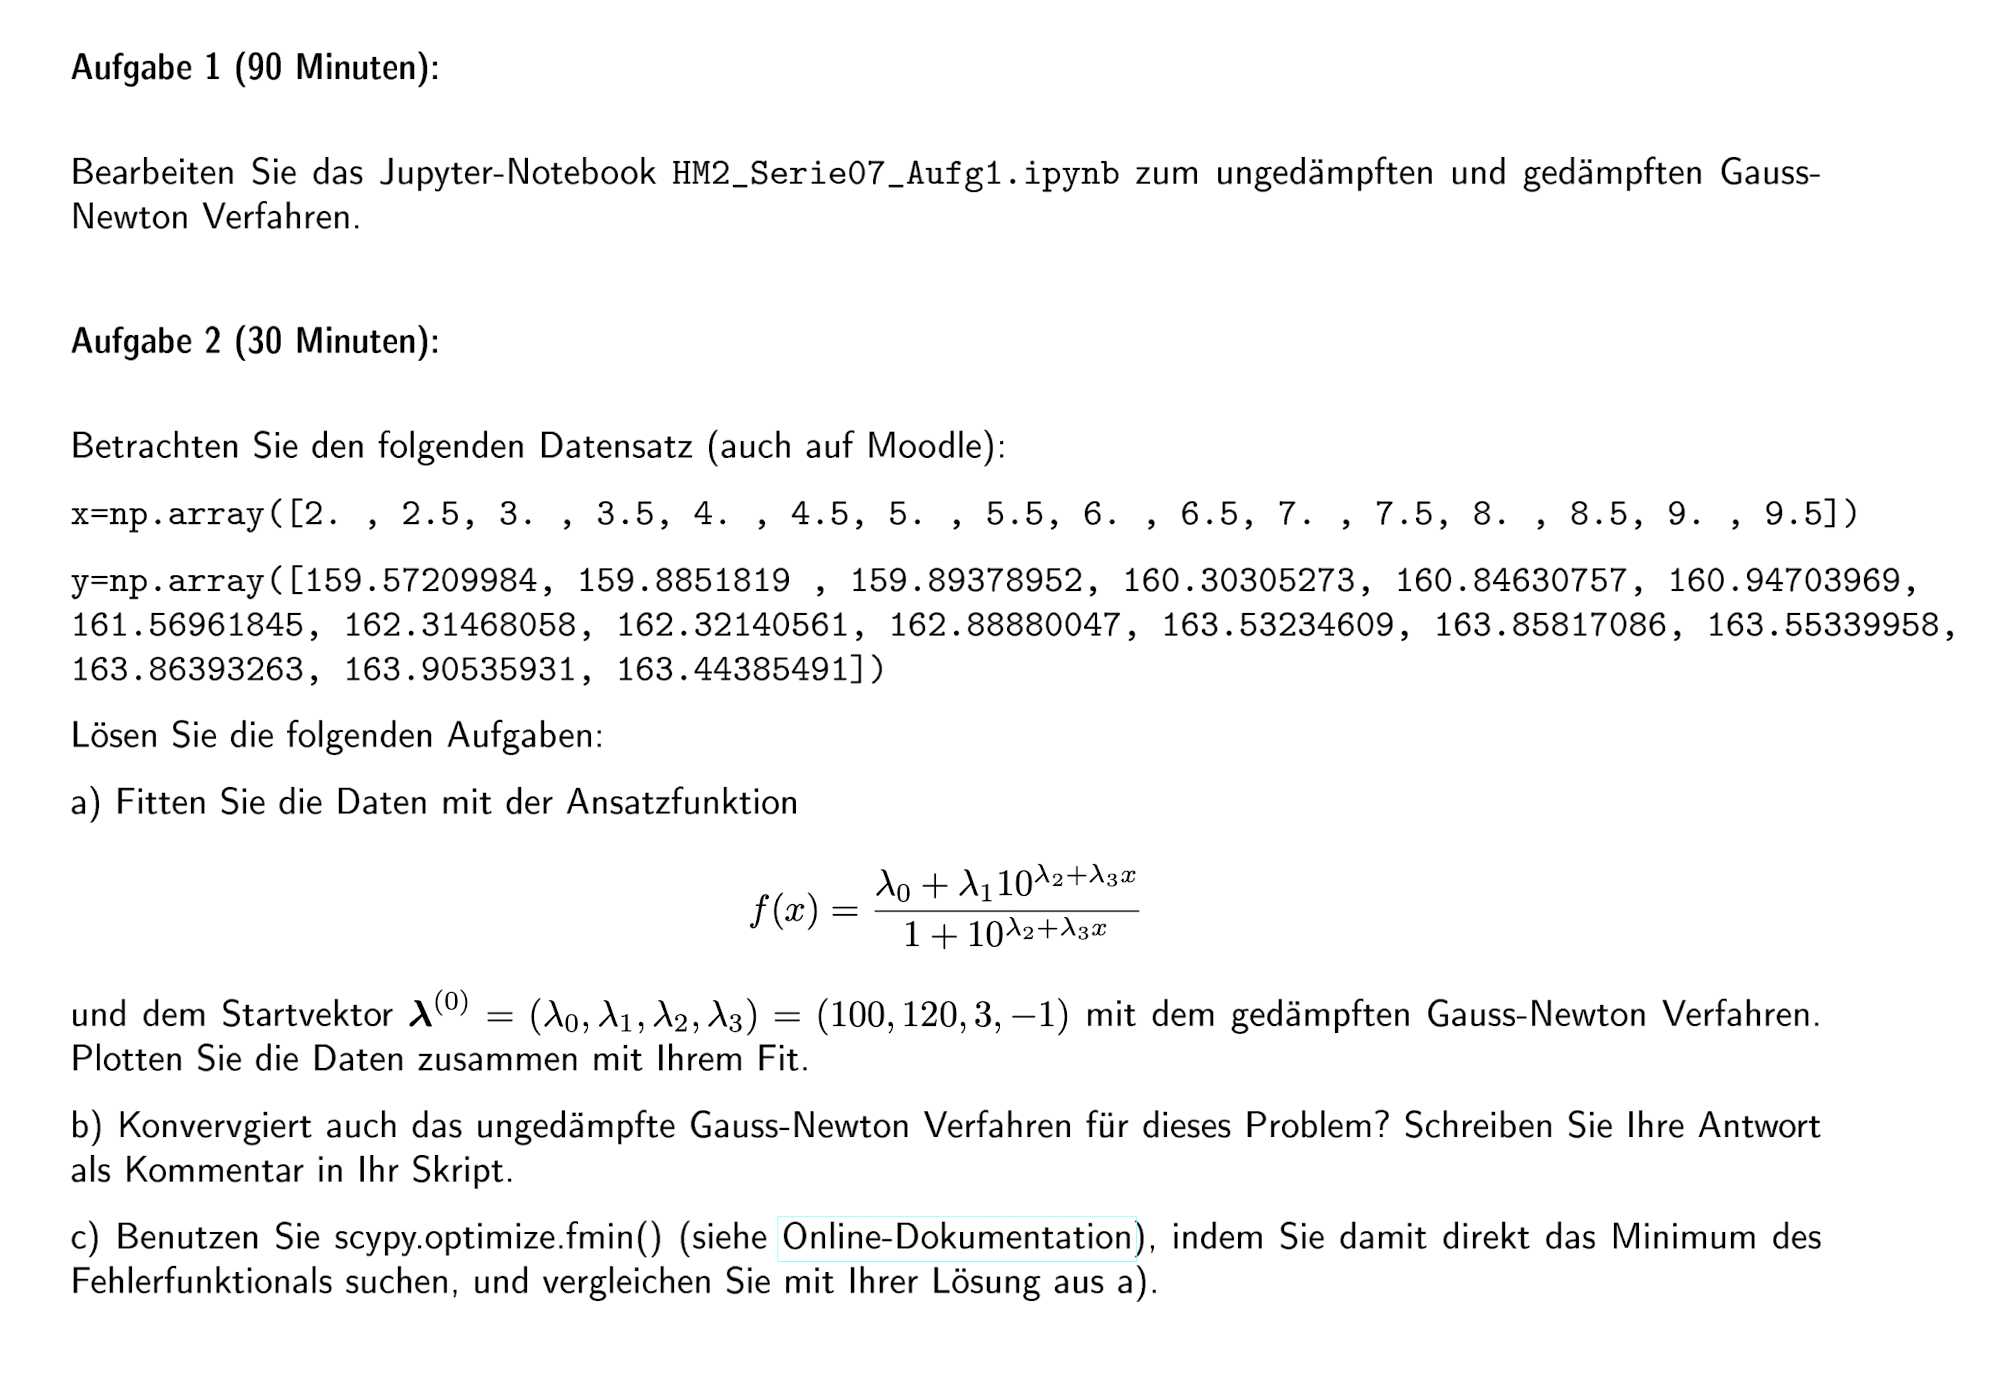 Aufgabe 1 (90 Minuten):
Bearbeiten Sie das Jupyter-Notebook HM2_Serie07_Aufg1.ipynb zum ungedämpften und gedämpften Gauss-
Newton Verfahren.
Aufgabe 2 (30 Minuten):
Betrachten Sie den folgenden Datensatz (auch auf Moodle):
x=np.array([2. , 2.5, 3. , 3.5, 4. , 4.5, 5. , 5.5, 6. , 6.5, 7. , 7.5, 8. , 8.5, 9. , 9.5])
y=np.array([159.57209984, 159.8851819 , 159.89378952, 160.30305273, 160.84630757, 160.94703969,
161.56961845, 162.31468058, 162.32140561, 162.88880047, 163.53234609, 163.85817086, 163.55339958,
163.86393263, 163.90535931, 163.44385491])
Lösen Sie die folgenden Aufgaben:
a) Fitten Sie die Daten mit der Ansatzfunktion
$f(x) = \frac{\lambda_0 + \lambda_1 10^{\lambda_2+\lambda_3 x}}{1 + 10^{\lambda_2+\lambda_3 x}}$
und dem Startvektor $\boldsymbol{\lambda}^{(0)} = (\lambda_0, \lambda_1, \lambda_2, \lambda_3) = (100, 120, 3, -1)$ mit dem gedämpften Gauss-Newton Verfahren.
Plotten Sie die Daten zusammen mit Ihrem Fit.
b) Konvervgiert auch das ungedämpfte Gauss-Newton Verfahren für dieses Problem? Schreiben Sie Ihre Antwort
als Kommentar in Ihr Skript.
c) Benutzen Sie scypy.optimize.fmin() (siehe Online-Dokumentation), indem Sie damit direkt das Minimum des
Fehlerfunktionals suchen, und vergleichen Sie mit Ihrer Lösung aus a).